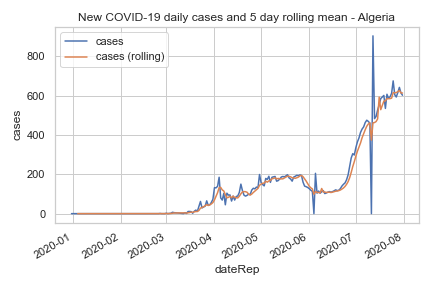 New COVID-19 daily cases and 5 day rolling mean - Algeria
cases
cases (rolling)
800
600
400
200
0
cases
2020-01
2020-02
2020-03
2020-04
2020-05
2020-06
2020-07
2020-08
dateRep